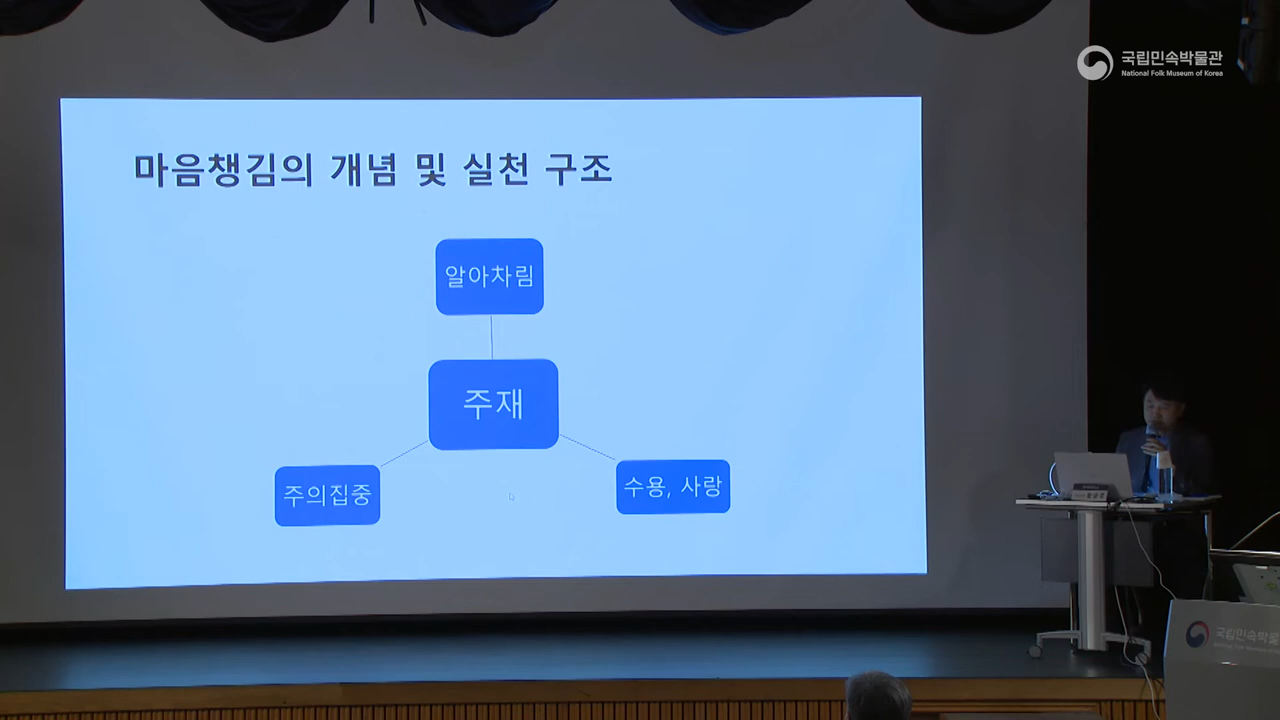 국립민속박물관
National Folk Museum of Korea
마음챙김의 개념 및 실천 구조
알아차림
주재
주의집중
수용, 사랑
국립민속박물